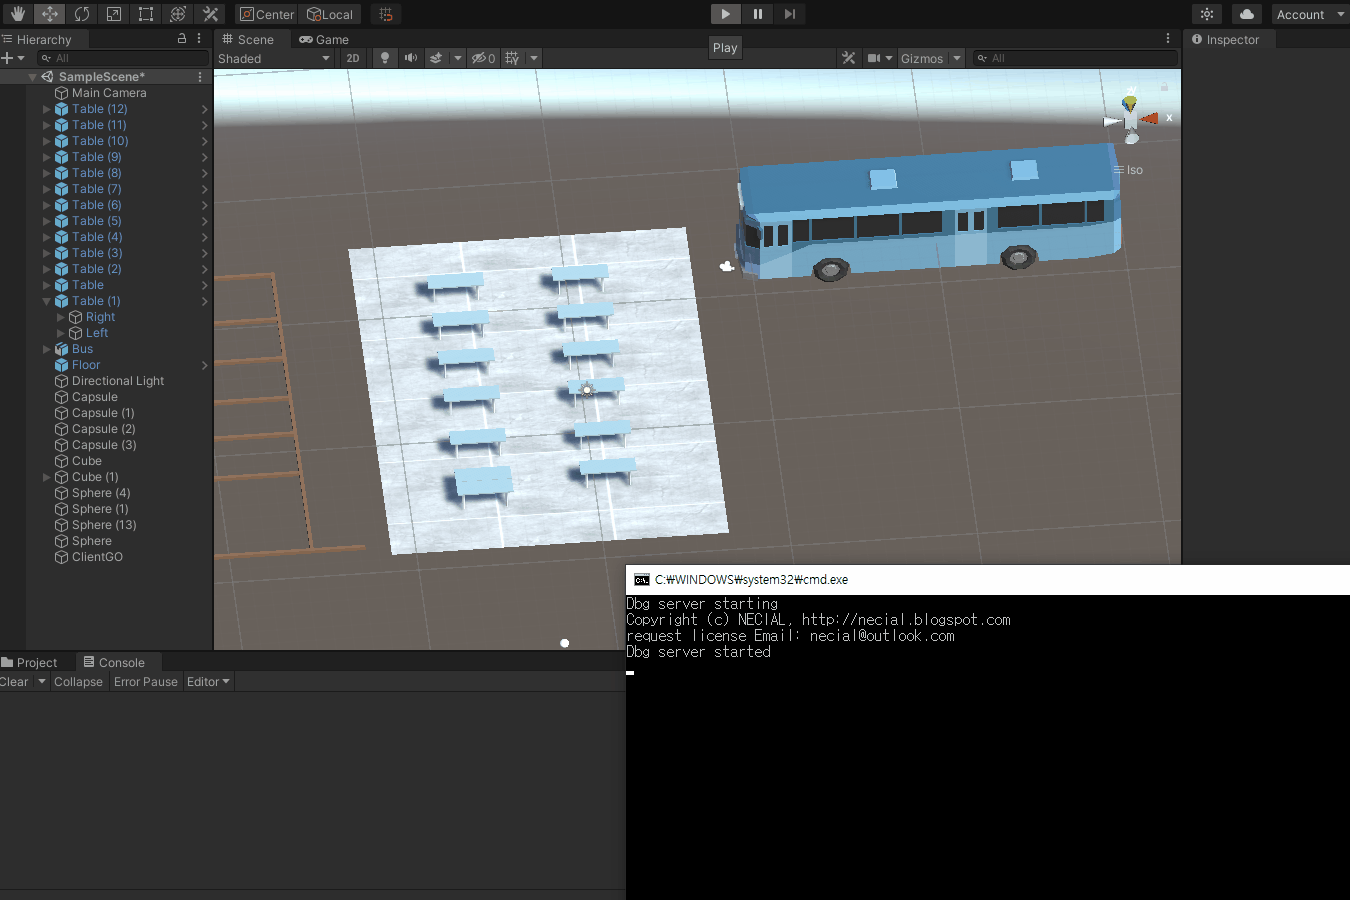 Center Local Account
Hierarchy
All
SampleScene*
Main Camera
Table (12)
Table (11)
Table (10)
Table (9)
Table (8)
Table (7)
Table (6)
Table (5)
Table (4)
Table (3)
Table (2)
Table
Table (1)
Right
Left
Bus
Floor
Directional Light
Capsule
Capsule (1)
Capsule (2)
Capsule (3)
Cube
Cube (1)
Sphere (4)
Sphere (1)
Sphere (13)
Sphere
ClientGO
Scene Game
Play
Shaded 2D 0 Gizmos All
x
Iso
Inspector
Project Console
Clear Collapse Error Pause Editor
C:₩WINDOWS₩system32₩cmd.exe
Dbg server starting
Copyright (c) NECIAL, http://necial.blogspot.com
request license Email: necial@outlook.com
Dbg server started